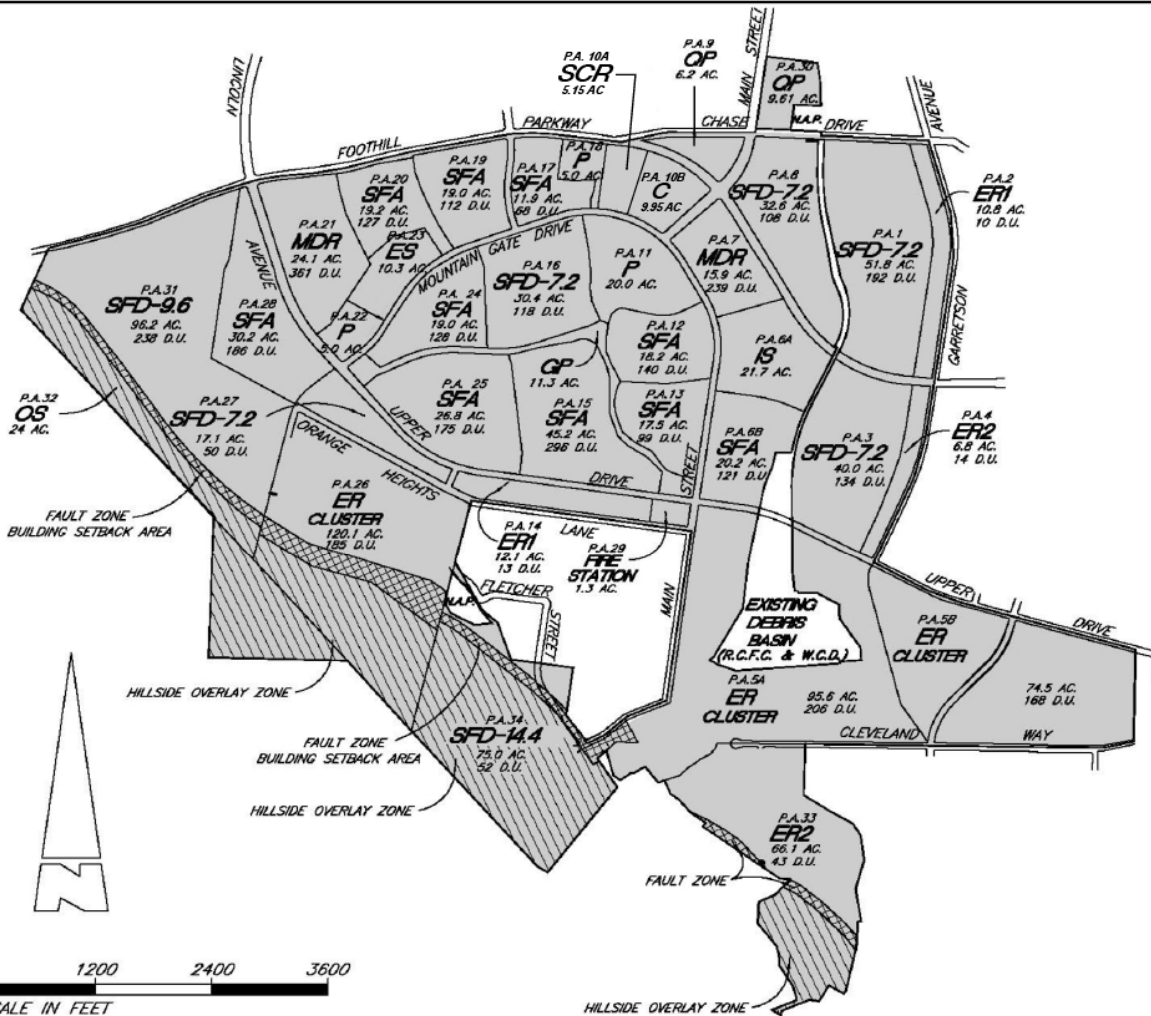 LINCOLN
AVENUE
FOOTHILL
PARKWAY
CHASE
DRIVE
MAIN STREET
AVENUE
GARRETSON
P.A. 10A
SCR
5.15 AC
P.A.9
QP
6.2 AC.
P.A.30
QP
9.61 AC.
N.A.P.
P.A.2
ER1
10.8 AC.
10 D.U.
P.A.18
P
5.0 AC
P.A.19
SFA
19.0 AC.
112 D.U.
P.A.17
SFA
11.9 AC.
68 D.U.
P.A.20
SFA
19.2 AC.
127 D.U.
P.A. 10B
C
9.95 AC
P.A.8
SFD-7.2
32.6 AC.
108 D.U.
P.A.1
SFD-7.2
51.8 AC.
192 D.U.
P.A.21
MDR
24.1 AC.
361 D.U.
P.A.23
ES
10.3 AC.
MOUNTAIN GATE DRIVE
P.A.16
SFD-7.2
30.4 AC.
118 D.U.
P.A.11
P
20.0 AC.
P.A.7
MDR
15.9 AC.
239 D.U.
P.A.31
SFD-9.6
96.2 AC.
238 D.U.
P.A.28
SFA
30.2 AC.
186 D.U.
P.A.22
P
5.0 AC.
P.A. 24
SFA
19.0 AC.
128 D.U.
P.A.12
SFA
18.2 AC.
140 D.U.
P.A.6A
IS
21.7 AC.
GP
11.3 AC.
P.A.32
OS
24 AC.
P.A.27
SFD-7.2
17.1 AC.
50 D.U.
P.A. 25
SFA
26.8 AC.
175 D.U.
P.A.15
SFA
45.2 AC.
296 D.U.
P.A.13
SFA
17.5 AC.
99 D.U.
P.A.6B
SFA
20.2 AC.
121 D.U.
P.A.3
SFD-7.2
40.0 AC.
134 D.U.
P.A.4
ER2
6.8 AC.
14 D.U.
UPPER
DRIVE
STREET
ORANGE
HEIGHTS
LANE
MAIN
FAULT ZONE
BUILDING SETBACK AREA
P.A.26
ER
CLUSTER
120.1 AC.
185 D.U.
P.A.14
ER1
12.1 AC.
13 D.U.
P.A.29
FIRE
STATION
1.3 AC.
FLETCHER
STREET
N.A.P.
EXISTING
DEBRIS
BASIN
(R.C.F.C. & W.C.D.)
UPPER
DRIVE
P.A.5B
ER
CLUSTER
74.5 AC.
168 D.U.
P.A.5A
ER
CLUSTER
95.6 AC.
206 D.U.
CLEVELAND
WAY
HILLSIDE OVERLAY ZONE
FAULT ZONE
BUILDING SETBACK AREA
P.A.34
SFD-14.4
75.0 AC.
52 D.U.
HILLSIDE OVERLAY ZONE
P.A.33
ER2
66.1 AC.
43 D.U.
FAULT ZONE
HILLSIDE OVERLAY ZONE
N
1200 2400 3600
CALE IN FEET